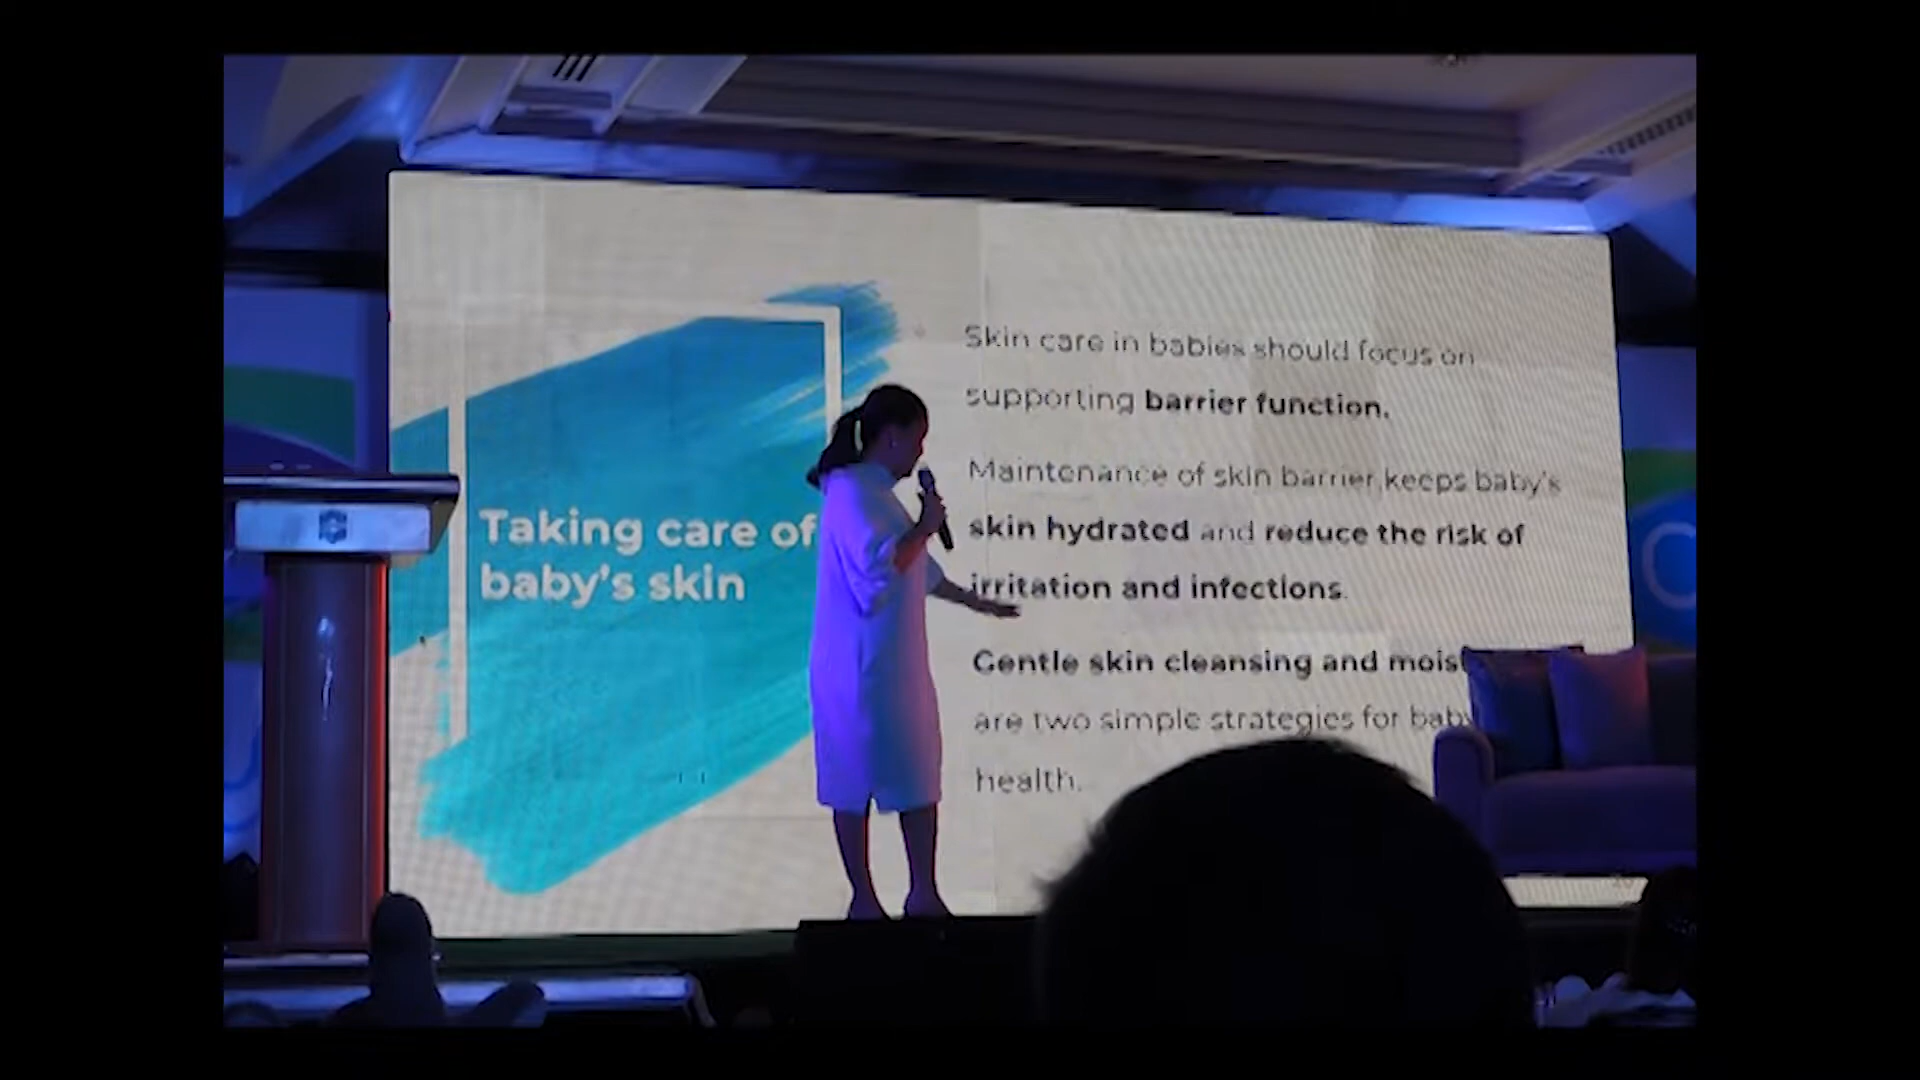 Taking care of
baby's skin
Skin care in babies should focus on
supporting barrier function.
Maintenance of skin barrier keeps baby's
skin hydrated and reduce the risk of
irritation and infections.
Gentle skin cleansing and
are two simple strategies for
health.